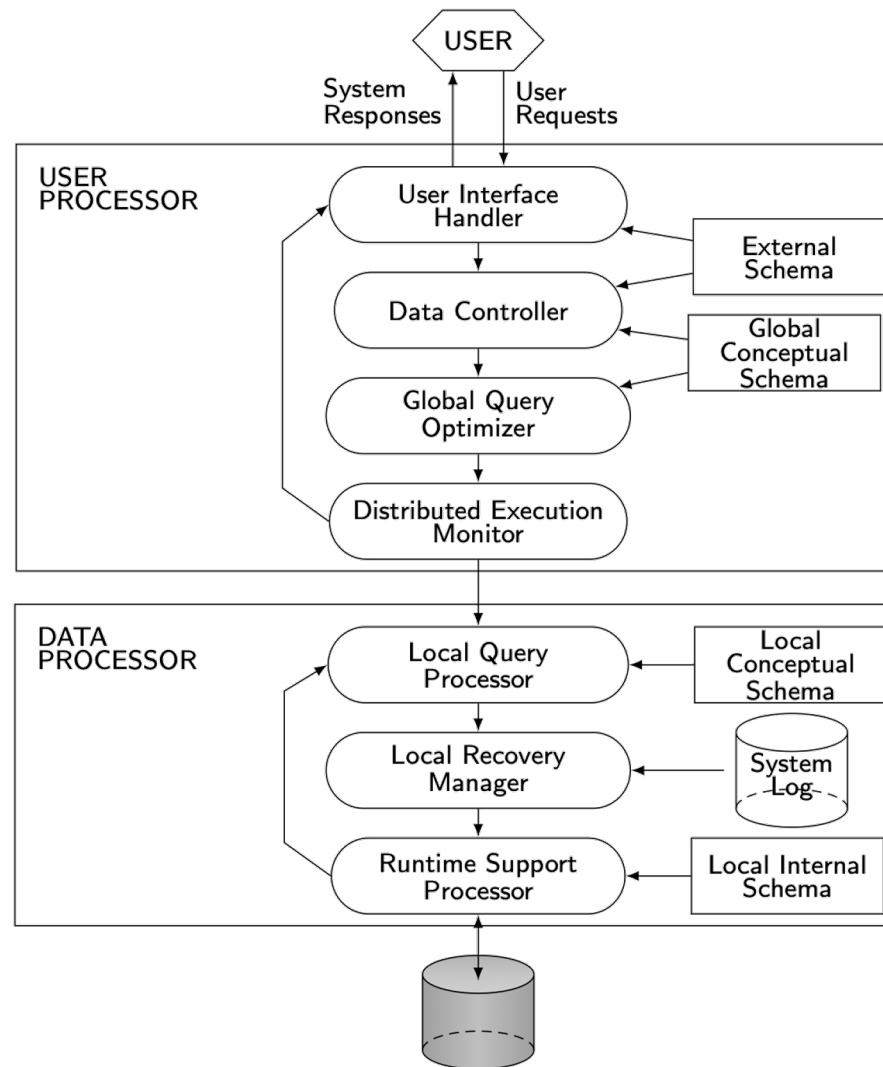 USER
System
Responses
User
Requests
USER
PROCESSOR
User Interface
Handler
External
Schema
Data Controller
Global
Conceptual
Schema
Global Query
Optimizer
Distributed Execution
Monitor
DATA
PROCESSOR
Local Query
Processor
Local
Conceptual
Schema
Local Recovery
Manager
System
Log
Runtime Support
Processor
Local Internal
Schema